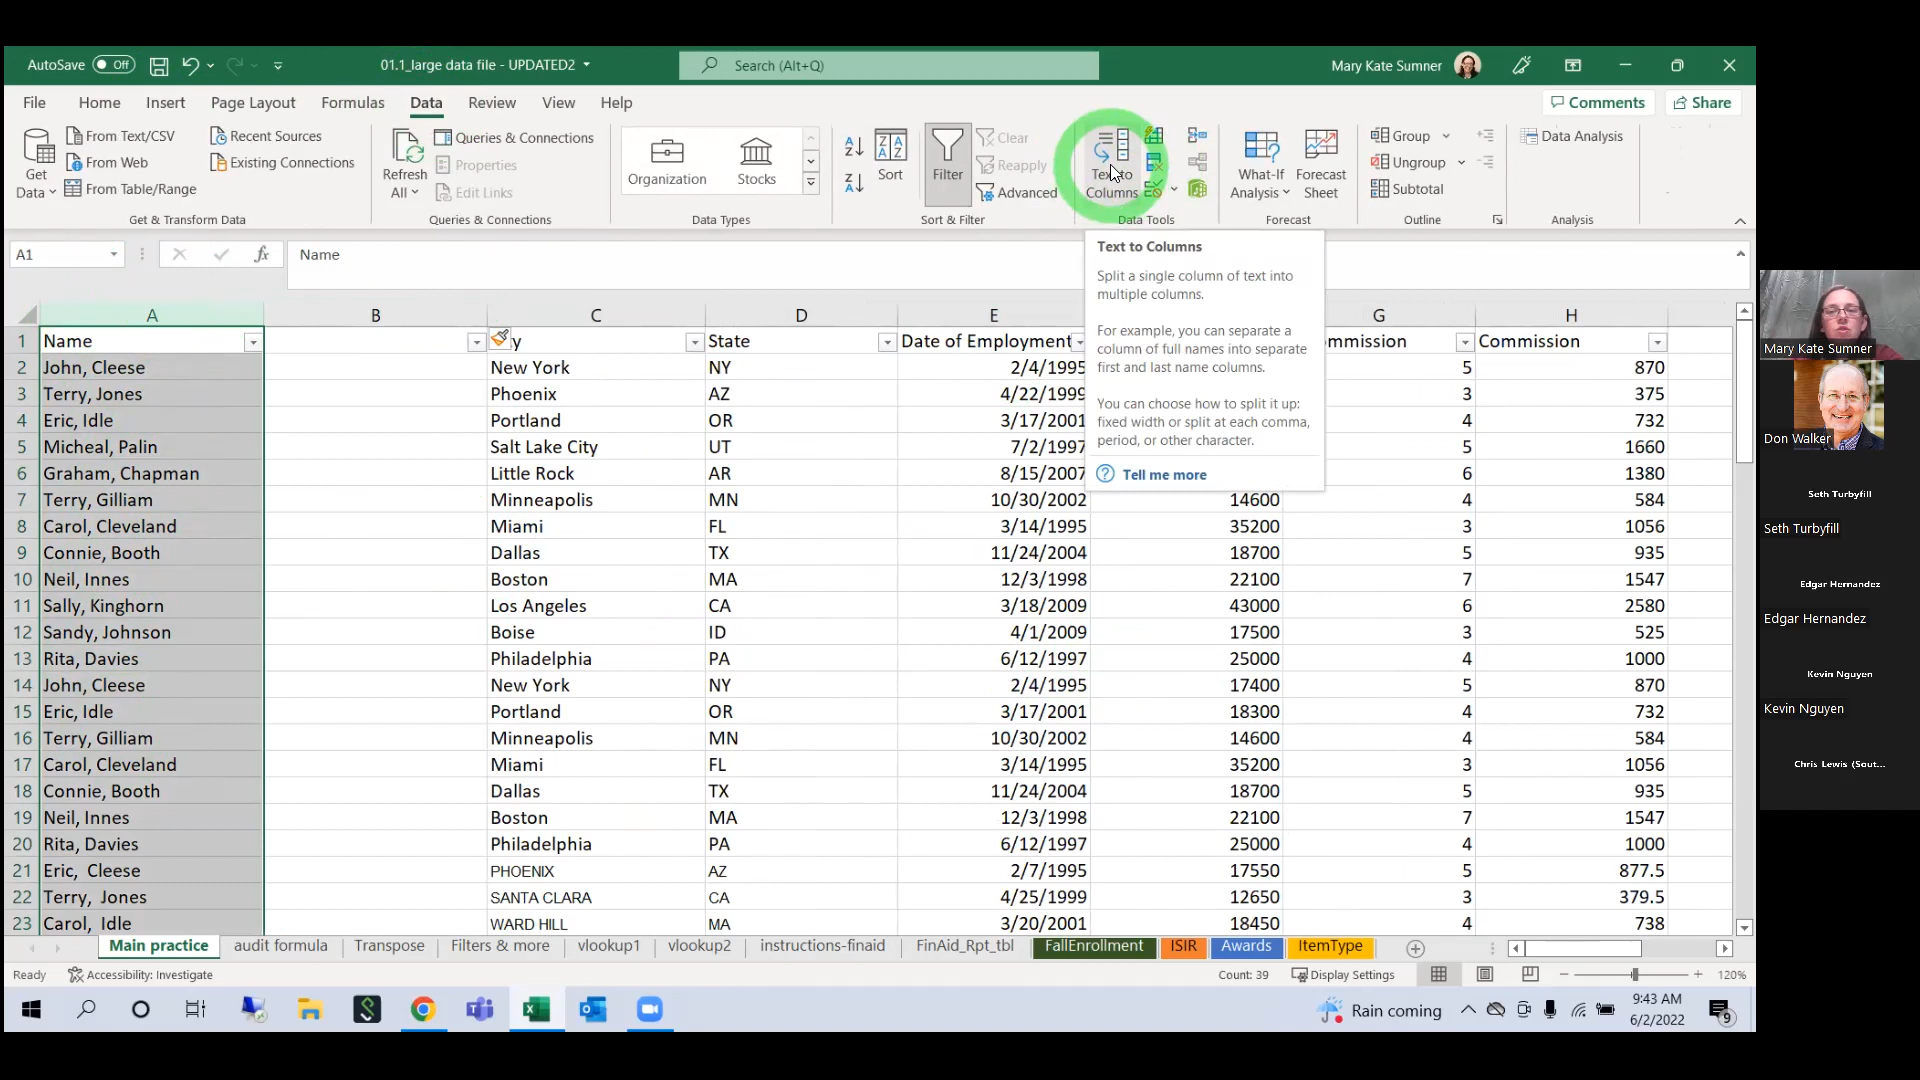 AutoSave Off 01.1_large data file - UPDATED2 Search (Alt+Q) Mary Kate Sumner
File Home Insert Page Layout Formulas Data Review View Help Comments Share
From Text/CSV Recent Sources Queries & Connections Clear Group Data Analysis
From Web Existing Connections Properties Reapply Ungroup
From Table/Range Edit Links Advanced Subtotal
Get Data Refresh All Organization Stocks Sort Filter Text to Columns What-If Analysis Forecast Sheet
Get & Transform Data Queries & Connections Data Types Sort & Filter Data Tools Forecast Outline Analysis
A1 fx Name
Text to Columns
Split a single column of text into
multiple columns.
For example, you can separate a
column of full names into separate
first and last name columns.
You can choose how to split it up:
fixed width or split at each comma,
period, or other character.
Tell me more
A B C D E G H
1 Name y State Date of Employment mmission Commission
2 John, Cleese New York NY 2/4/1995 5 870
3 Terry, Jones Phoenix AZ 4/22/1999 3 375
4 Eric, Idle Portland OR 3/17/2001 4 732
5 Micheal, Palin Salt Lake City UT 7/2/1997 5 1660
6 Graham, Chapman Little Rock AR 8/15/2007 6 1380
7 Terry, Gilliam Minneapolis MN 10/30/2002 14600 4 584
8 Carol, Cleveland Miami FL 3/14/1995 35200 3 1056
9 Connie, Booth Dallas TX 11/24/2004 18700 5 935
10 Neil, Innes Boston MA 12/3/1998 22100 7 1547
11 Sally, Kinghorn Los Angeles CA 3/18/2009 43000 6 2580
12 Sandy, Johnson Boise ID 4/1/2009 17500 3 525
13 Rita, Davies Philadelphia PA 6/12/1997 25000 4 1000
14 John, Cleese New York NY 2/4/1995 17400 5 870
15 Eric, Idle Portland OR 3/17/2001 18300 4 732
16 Terry, Gilliam Minneapolis MN 10/30/2002 14600 4 584
17 Carol, Cleveland Miami FL 3/14/1995 35200 3 1056
18 Connie, Booth Dallas TX 11/24/2004 18700 5 935
19 Neil, Innes Boston MA 12/3/1998 22100 7 1547
20 Rita, Davies Philadelphia PA 6/12/1997 25000 4 1000
21 Eric, Cleese PHOENIX AZ 2/7/1995 17550 5 877.5
22 Terry, Jones SANTA CLARA CA 4/25/1999 12650 3 379.5
23 Carol, Idle WARD HILL MA 3/20/2001 18450 4 738
Main practice audit formula Transpose Filters & more vlookup1 vlookup2 instructions-finaid FinAid_Rpt_tbl FallEnrollment ISIR Awards ItemType
Ready Accessibility: Investigate Count: 39 Display Settings 120%
Rain coming 9:43 AM
6/2/2022 9
Mary Kate Sumner
Don Walker
Seth Turbyfill
Seth Turbyfill
Edgar Hernandez
Edgar Hernandez
Kevin Nguyen
Kevin Nguyen
Chris Lewis (Sout...